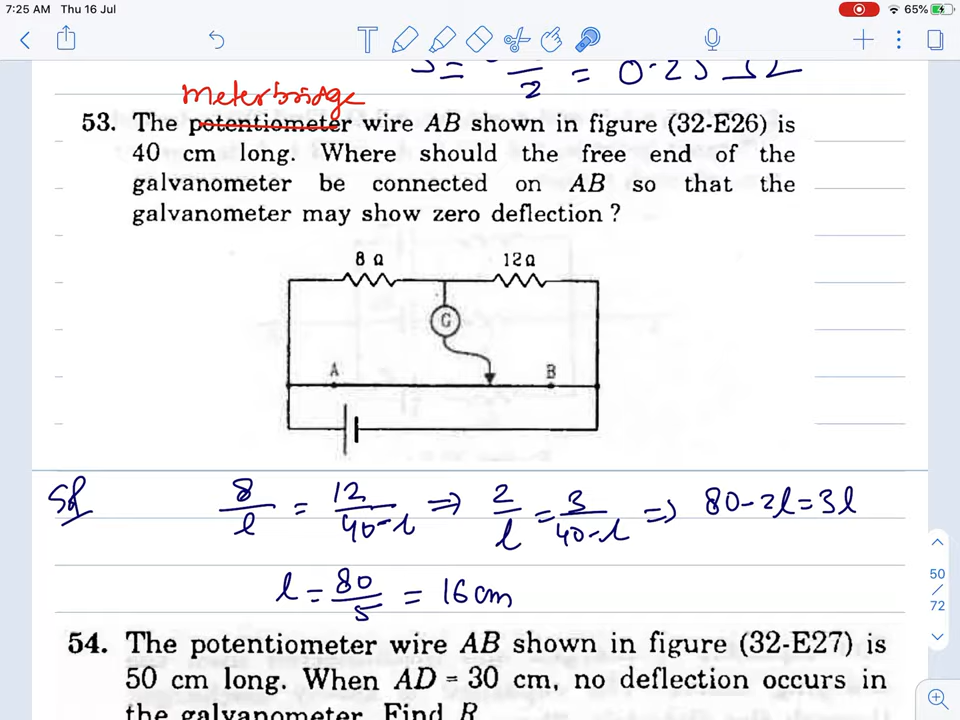 7:25 AM Thu 16 Jul
65%
= 0.25 Ω
2
meterbridge
53. The potentiometer wire AB shown in figure (32-E26) is
40 cm long. Where should the free end of the
galvanometer be connected on AB so that the
galvanometer may show zero deflection ?
8 Ω
12 Ω
G
A
B
Sol
8/l = 12/40-l => 2/l = 3/40-l => 80-2l=3l
l = 80/5 = 16 cm
50
/
72
54. The potentiometer wire AB shown in figure (32-E27) is
50 cm long. When AD = 30 cm, no deflection occurs in
the galvanometer. Find R